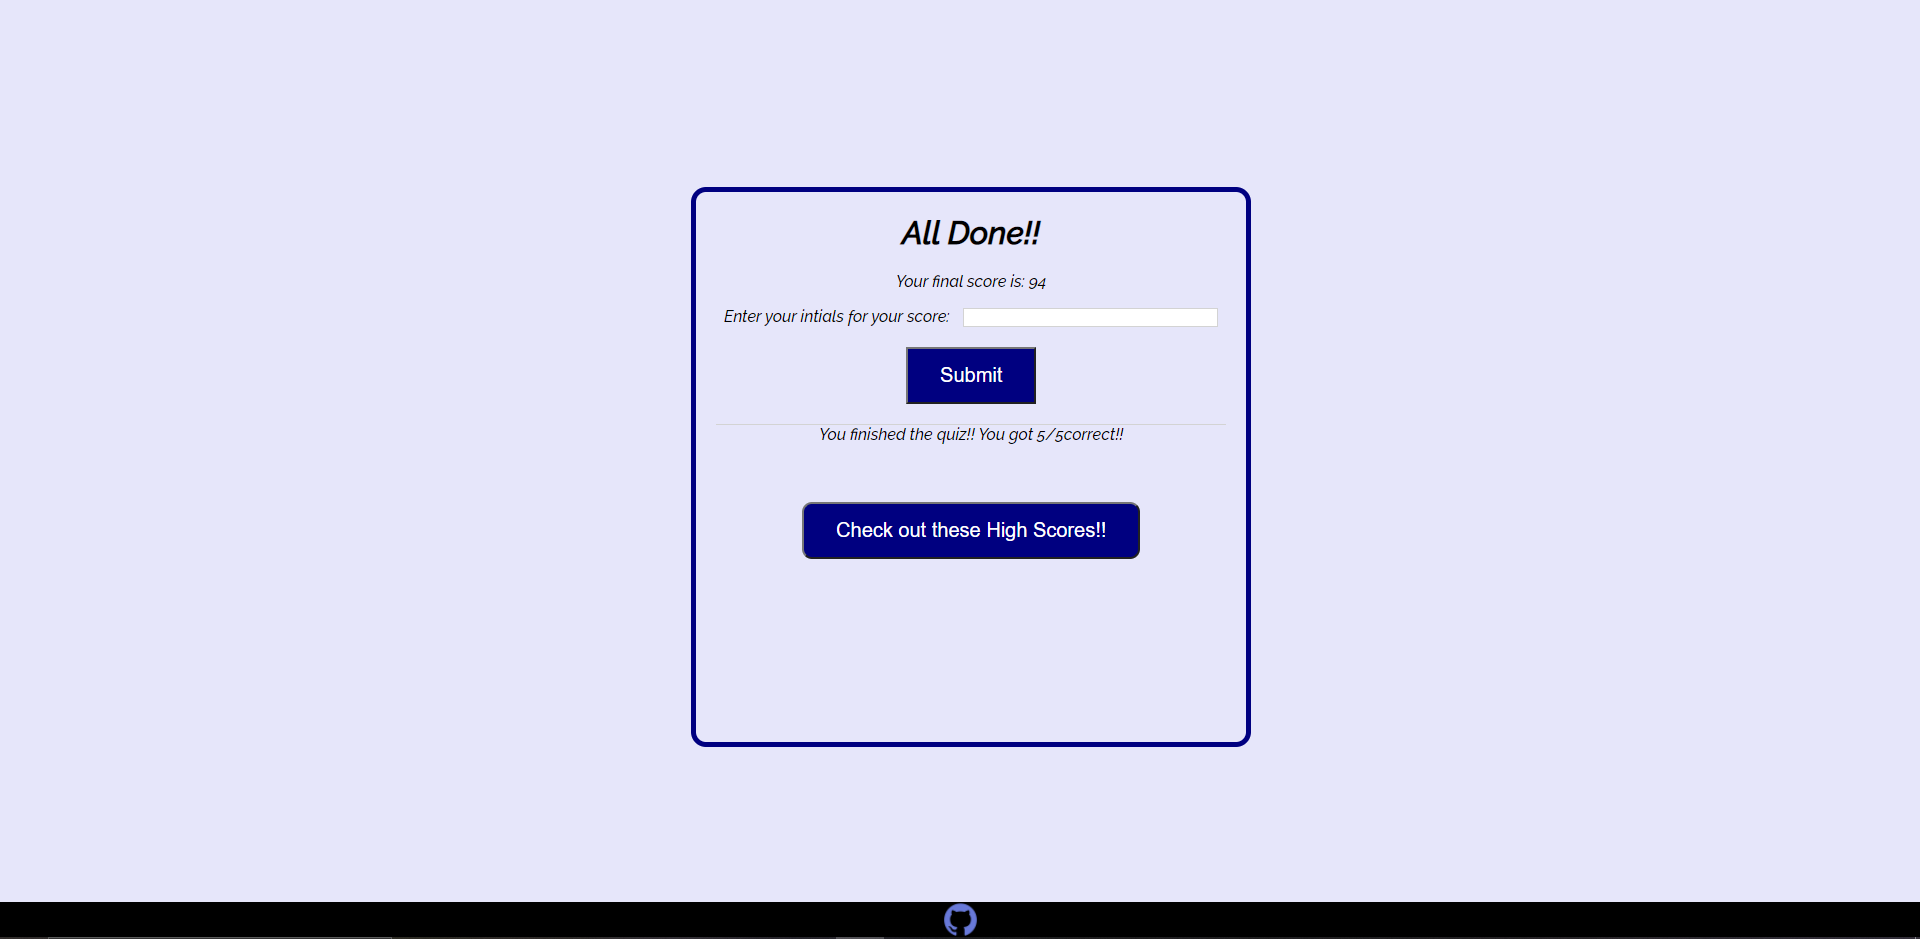 All Done!!
Your final score is: 94
Enter your intials for your score:
Submit
You finished the quiz!! You got 5/5correct!!
Check out these High Scores!!